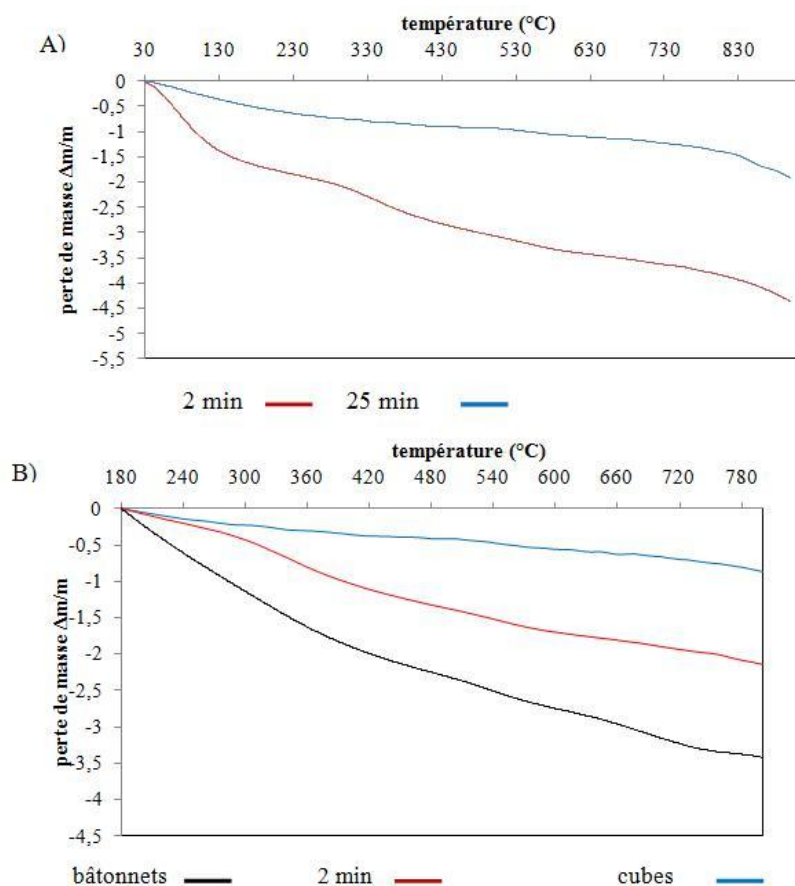 A)
température (°C)
30 130 230 330 430 530 630 730 830
perte de masse Δm/m
0
-0,5
-1
-1,5
-2
-2,5
-3
-3,5
-4
-4,5
-5
-5,5
2 min 25 min
B)
température (°C)
180 240 300 360 420 480 540 600 660 720 780
perte de masse Δm/m
0
-0,5
-1
-1,5
-2
-2,5
-3
-3,5
-4
-4,5
bâtonnets 2 min cubes